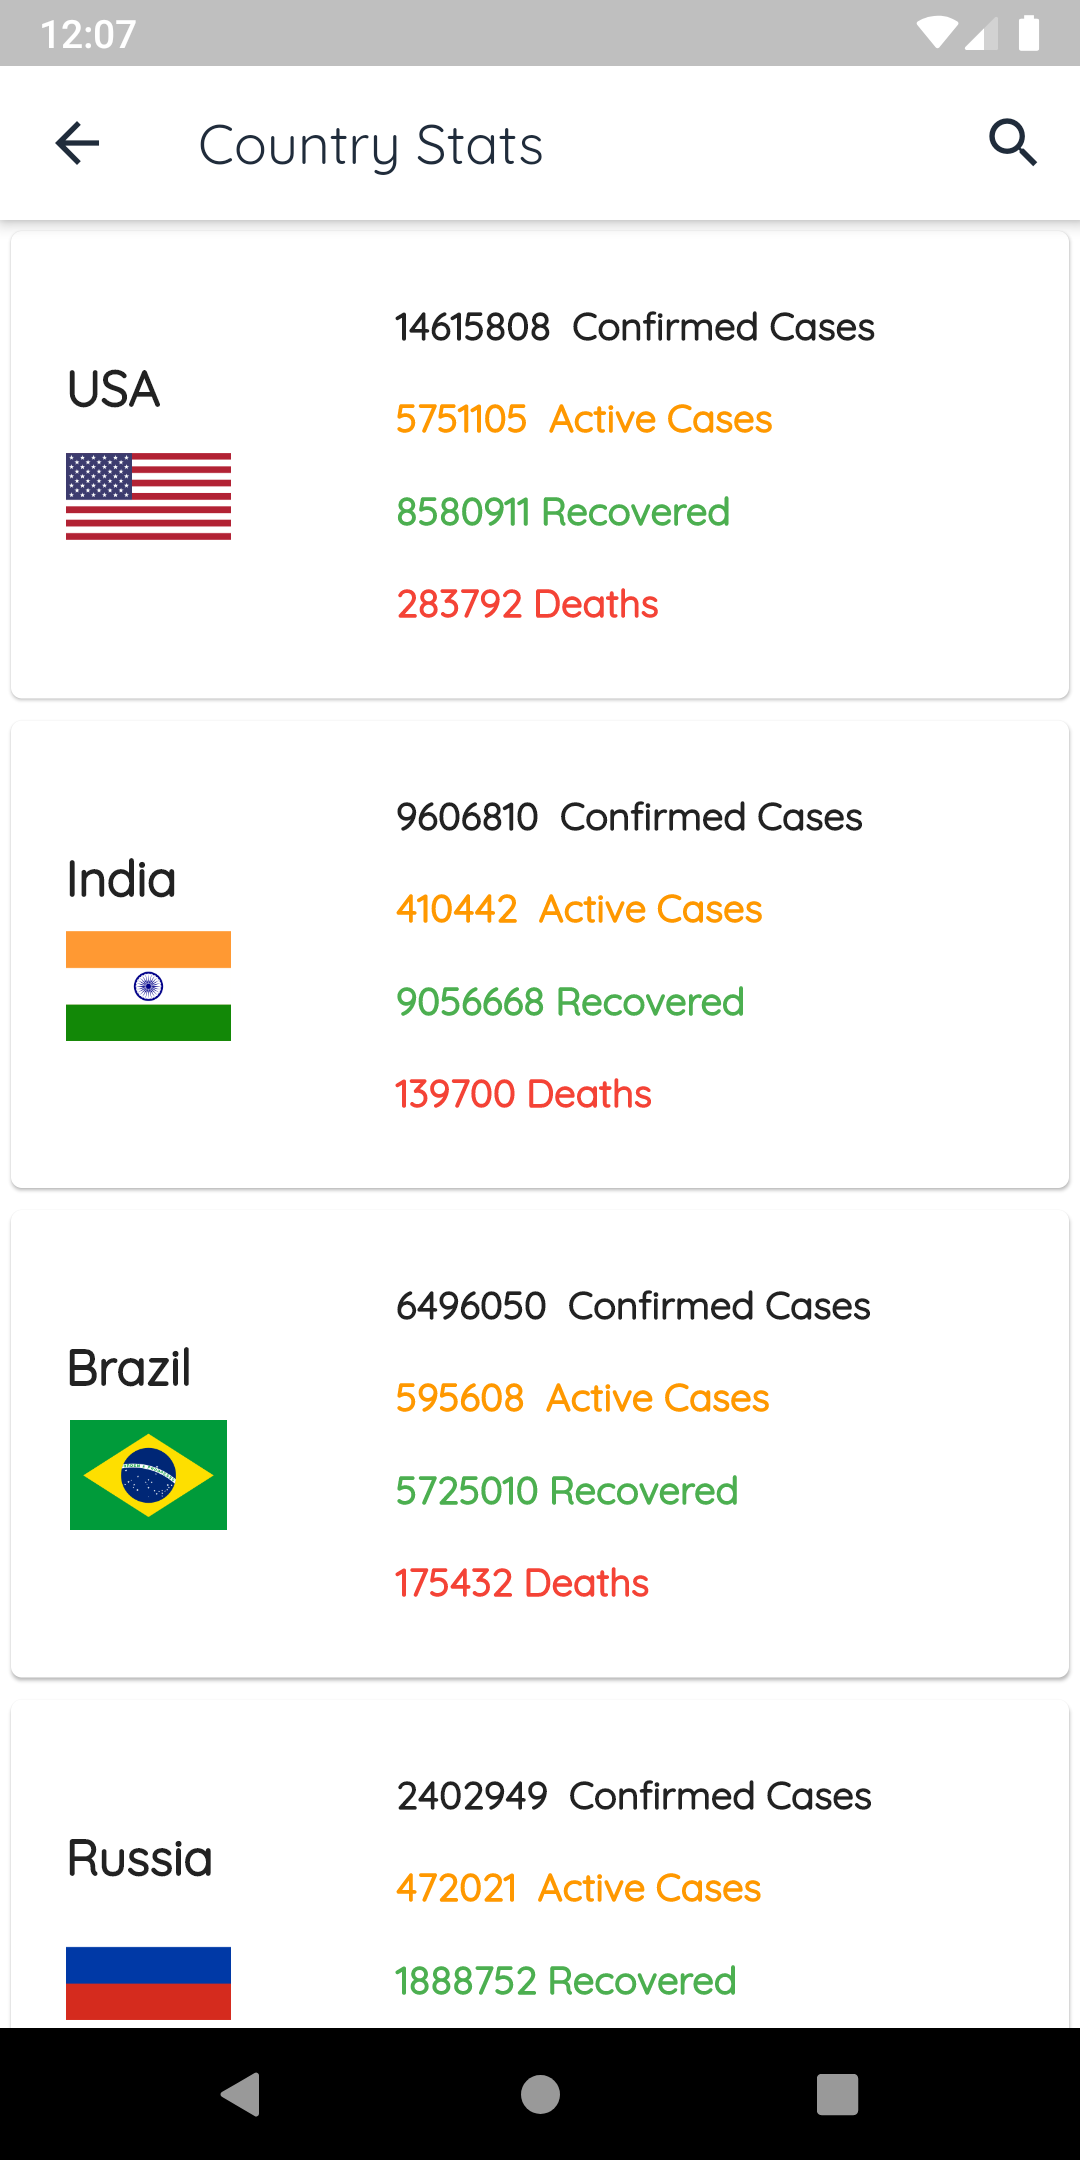 12:07
Country Stats
USA
14615808 Confirmed Cases
5751105 Active Cases
8580911 Recovered
283792 Deaths
India
9606810 Confirmed Cases
410442 Active Cases
9056668 Recovered
139700 Deaths
Brazil
6496050 Confirmed Cases
595608 Active Cases
5725010 Recovered
175432 Deaths
Russia
2402949 Confirmed Cases
472021 Active Cases
1888752 Recovered